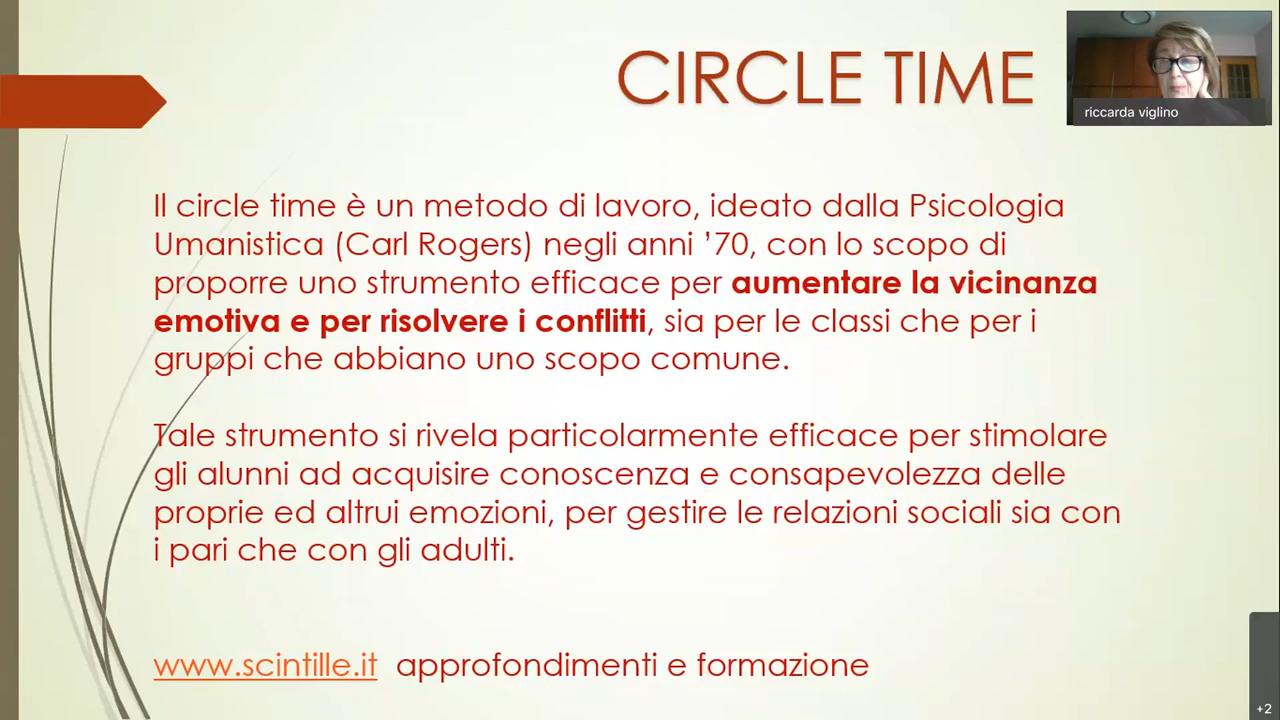 CIRCLE TIME
riccarda viglino
Il circle time è un metodo di lavoro, ideato dalla Psicologia
Umanistica (Carl Rogers) negli anni ’70, con lo scopo di
proporre uno strumento efficace per aumentare la vicinanza
emotiva e per risolvere i conflitti, sia per le classi che per i
gruppi che abbiano uno scopo comune.
Tale strumento si rivela particolarmente efficace per stimolare
gli alunni ad acquisire conoscenza e consapevolezza delle
proprie ed altrui emozioni, per gestire le relazioni sociali sia con
i pari che con gli adulti.
www.scintille.it approfondimenti e formazione
+2